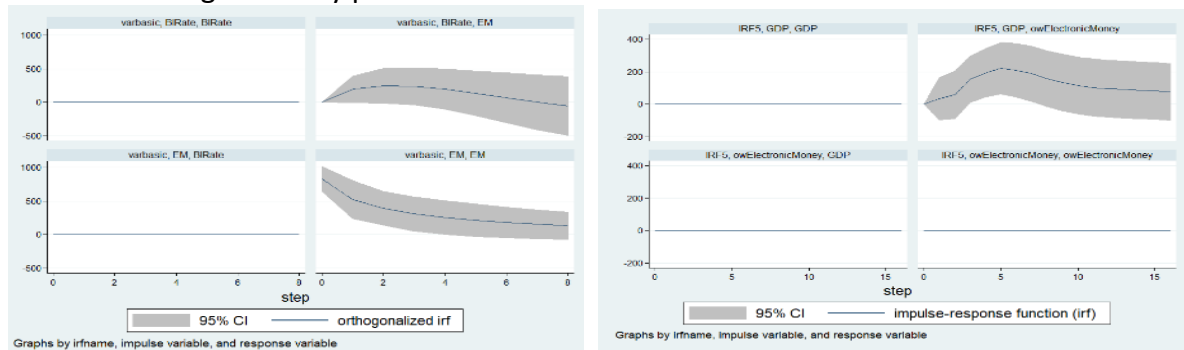 varbasic, BIRate, BIRate
varbasic, BIRate, EM
1000
500
0
-500
varbasic, EM, BIRate
varbasic, EM, EM
1000
500
0
-500
0 2 4 6 8 0 2 4 6 8
step
95% CI orthogonalized irf
Graphs by irfname, impulse variable, and response variable
IRF5, GDP, GDP
IRF5, GDP, owElectronicMoney
400
200
0
200
IRF5, owElectronicMoney, GDP
IRF5, owElectronicMoney, owElectronicMoney
400
200
0
-200
0 5 10 15 0 5 10 15
step
95% CI impulse-response function (irf)
Graphs by irfname, impulse variable, and response variable